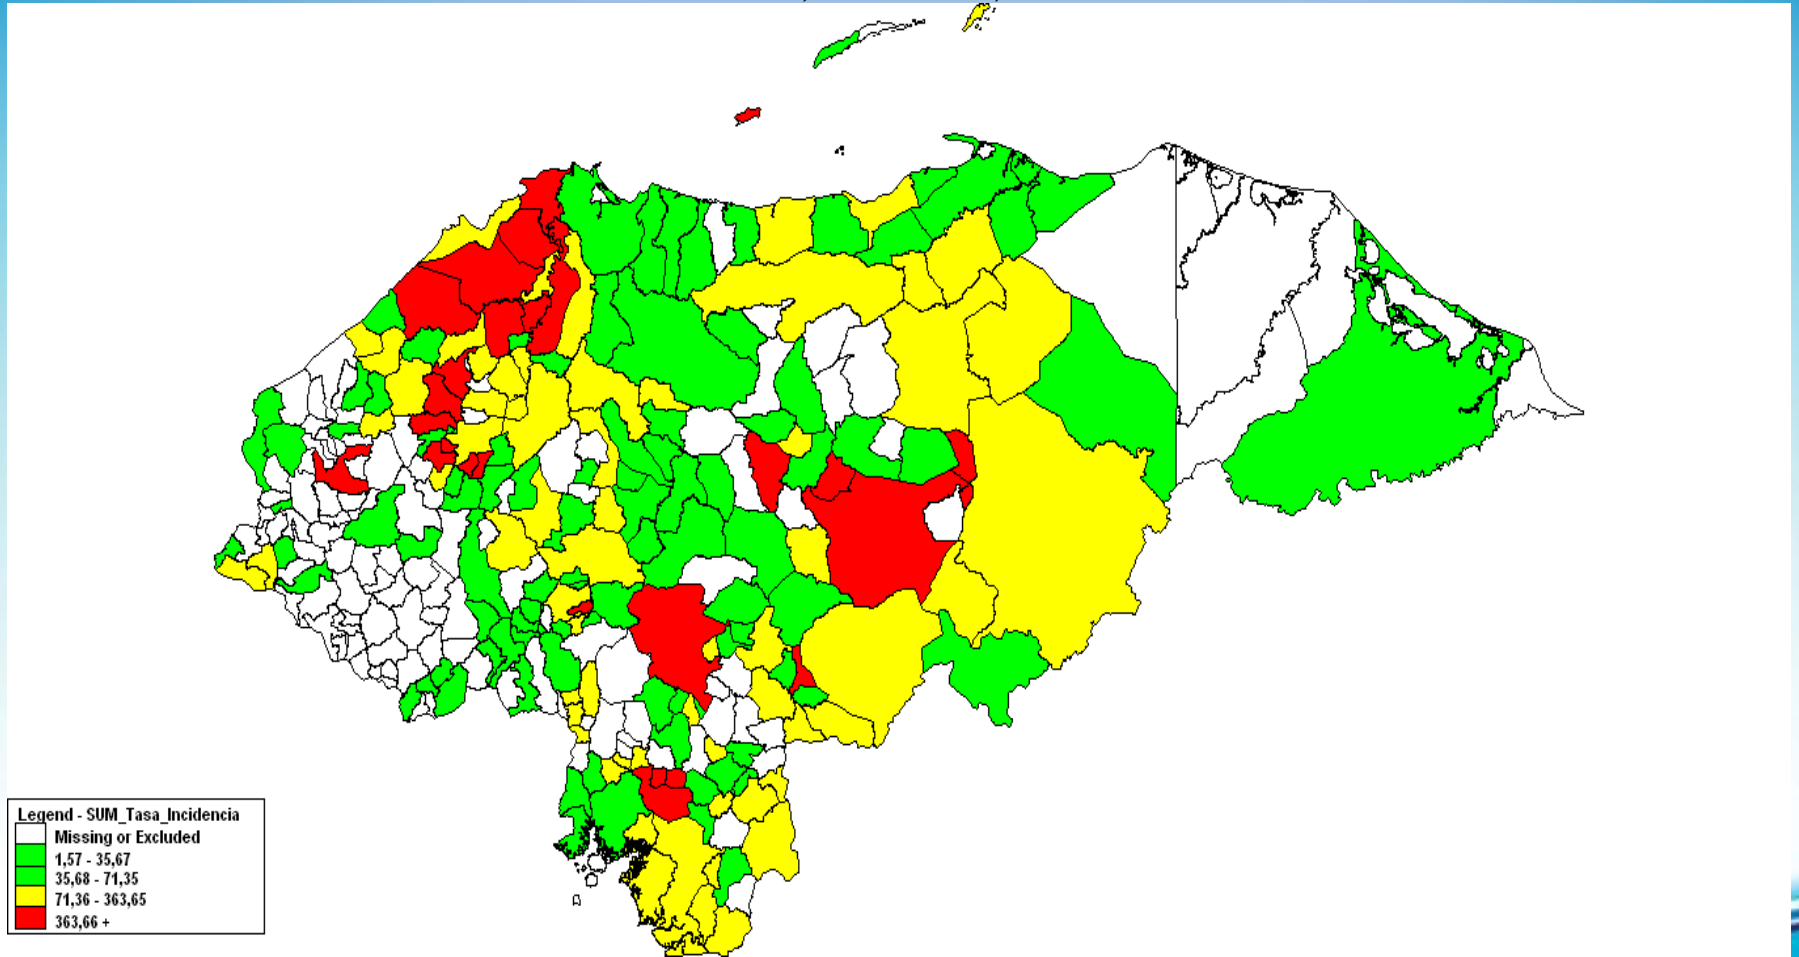 Legend - SUM_Tasa_Incidencia
Missing or Excluded
1,57 - 35,67
35,68 - 71,35
71,36 - 363,65
363,66 +